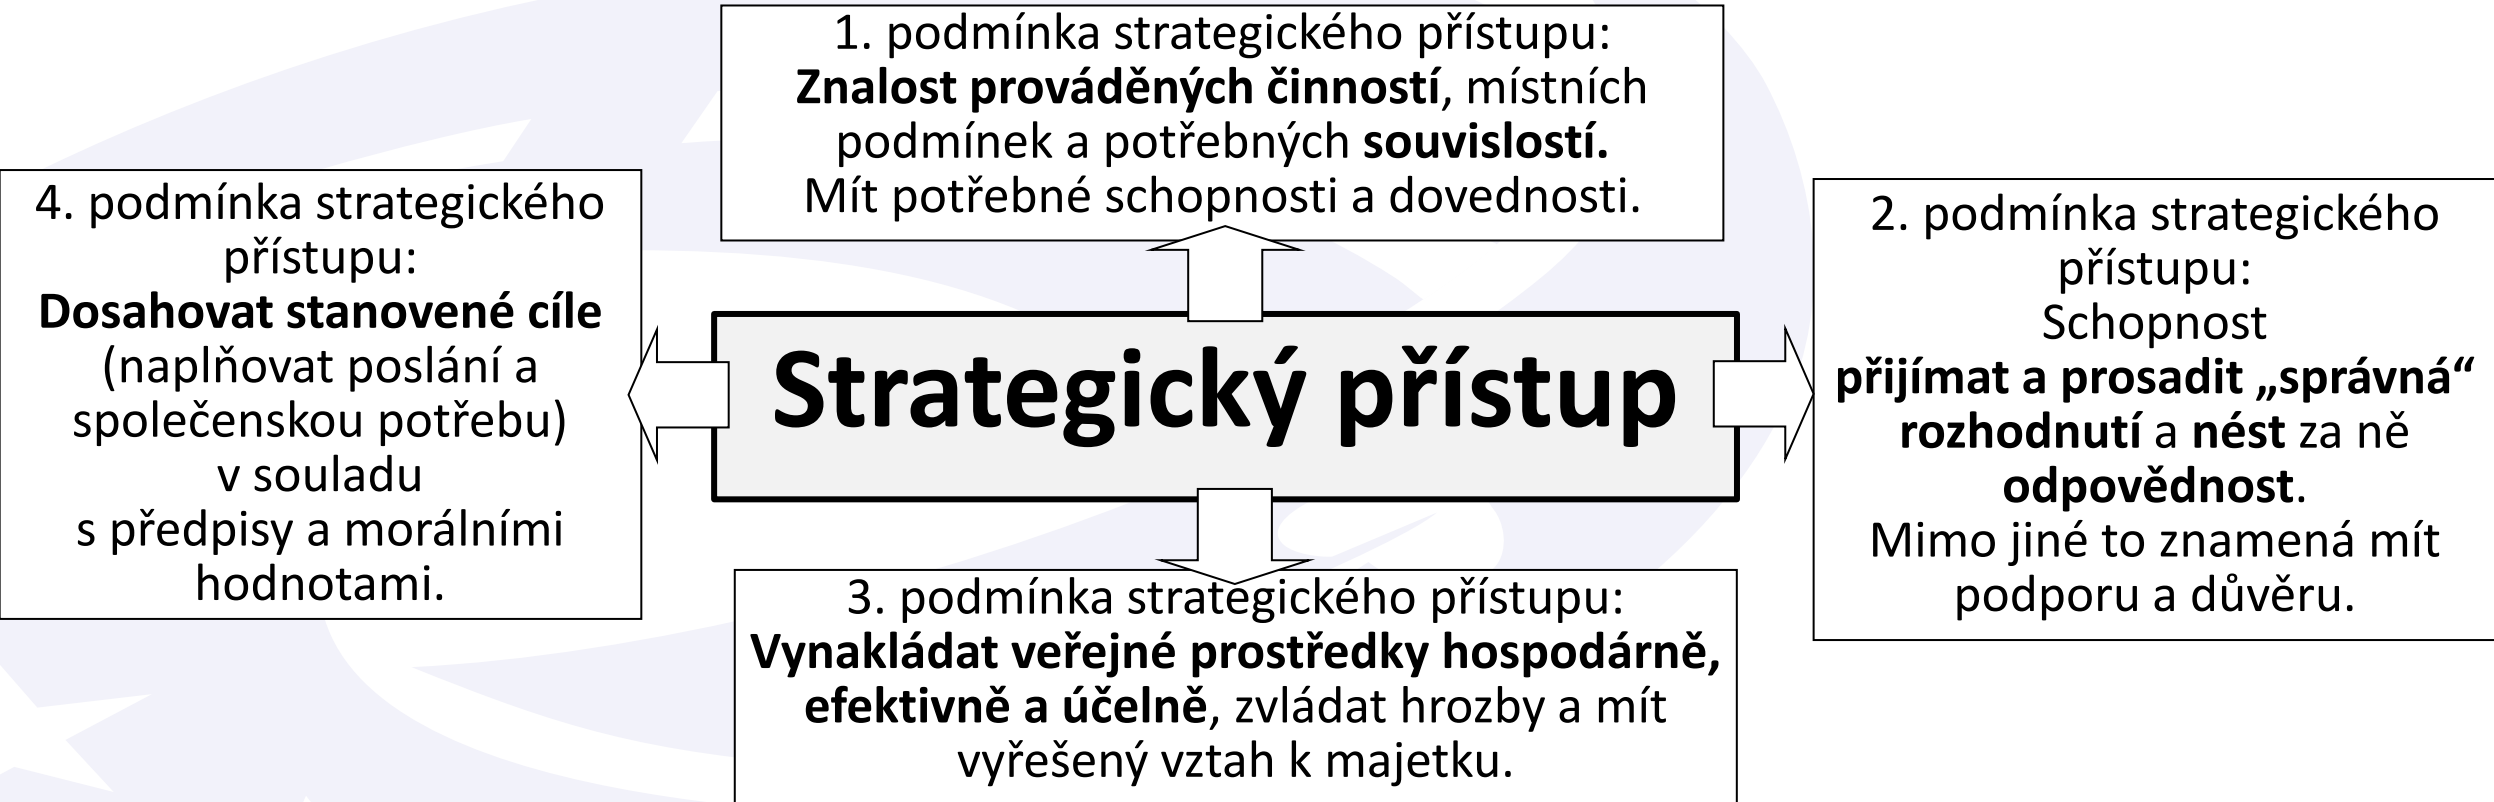 1. podmínka strategického přístupu:
Znalost prováděných činností, místních
podmínek a potřebných souvislostí.
Mít potřebné schopnosti a dovednosti.
4. podmínka strategického
přístupu:
Dosahovat stanovené cíle
(naplňovat poslání a
společenskou potřebu)
v souladu
s předpisy a morálními
hodnotami.
Strategický přístup
2. podmínka strategického
přístupu:
Schopnost
přijímat a prosadit „správná“
rozhodnutí a nést za ně
odpovědnost.
Mimo jiné to znamená mít
podporu a důvěru.
3. podmínka strategického přístupu:
Vynakládat veřejné prostředky hospodárně,
efektivně a účelně, zvládat hrozby a mít
vyřešený vztah k majetku.